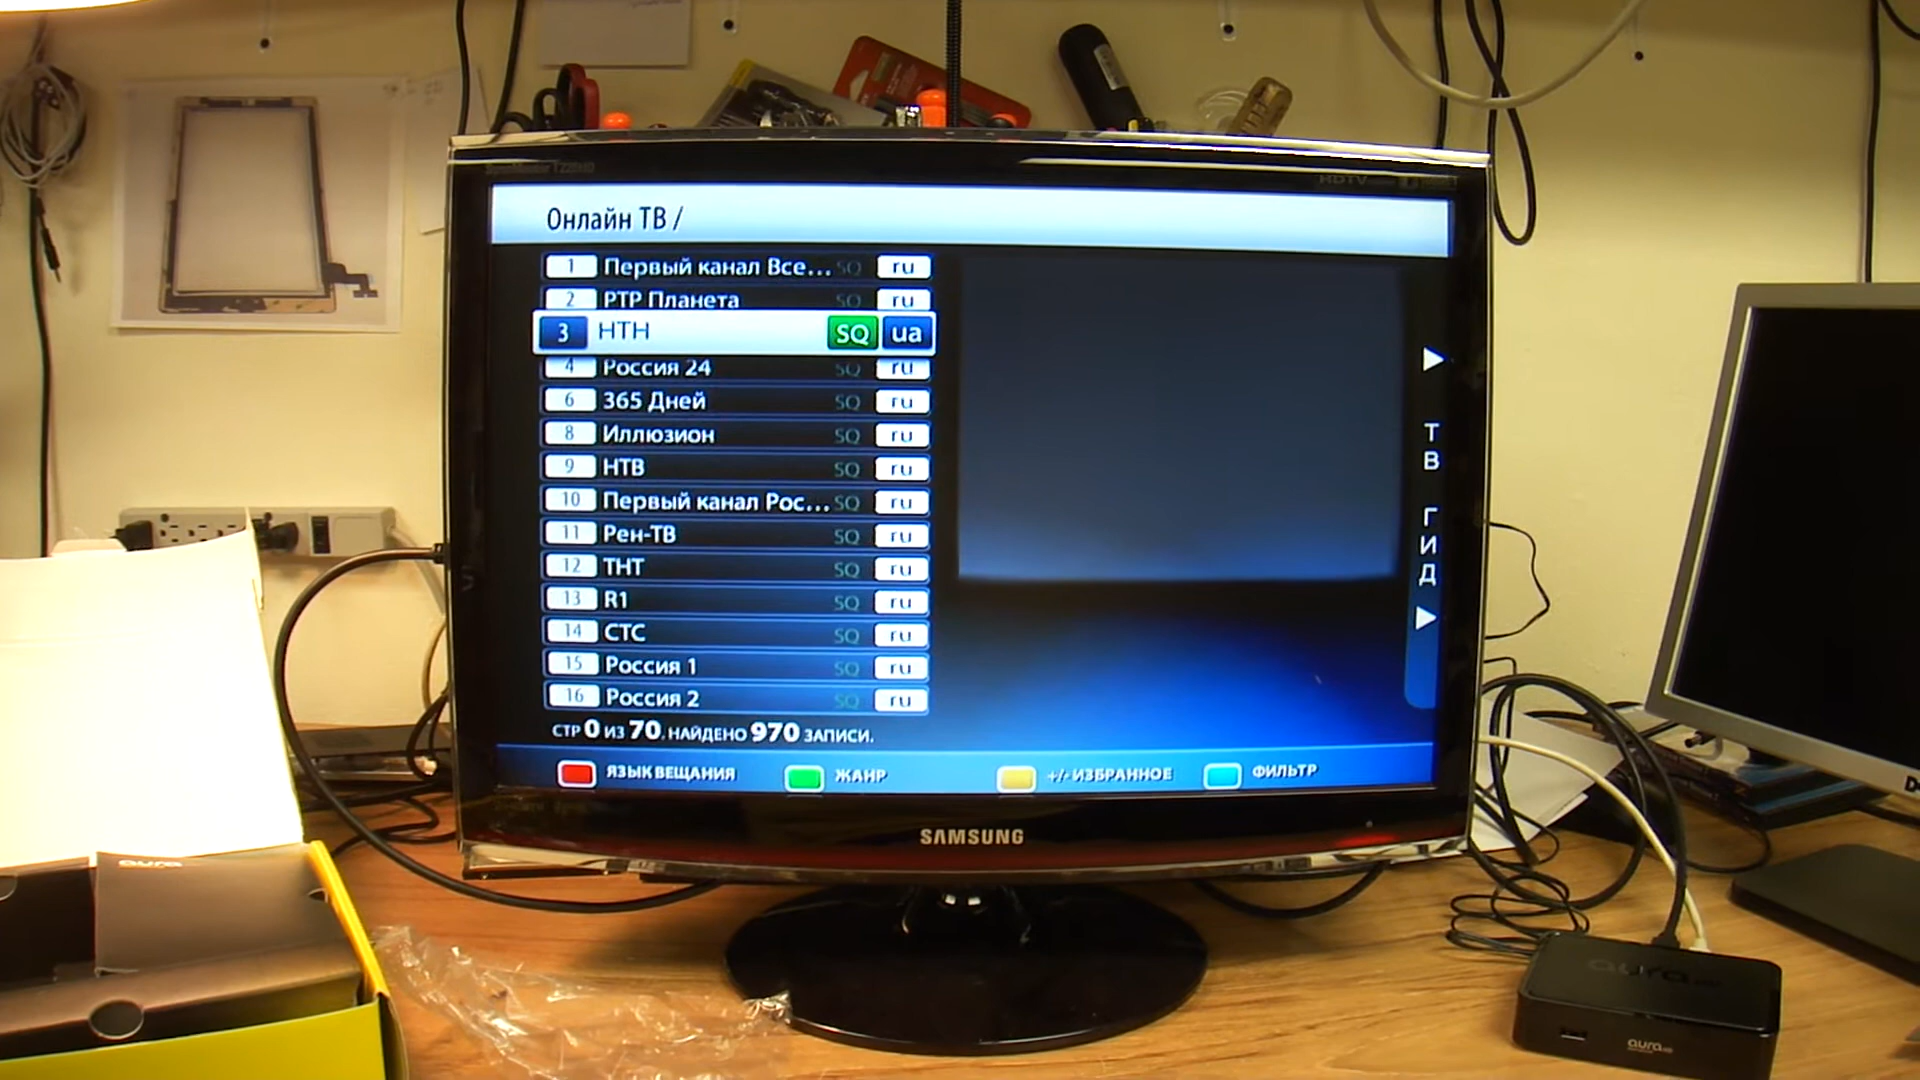 Онлайн ТВ /
1 Первый канал Все... SQ ru
2 РТР Планета SQ ru
3 НТН SQ ua
4 Россия 24 SQ ru
6 365 Дней SQ ru
8 Иллюзион SQ ru
9 НТВ SQ ru
10 Первый канал Рос... SQ ru
11 Рен-ТВ SQ ru
12 ТНТ SQ ru
13 R1 SQ ru
14 СТС SQ ru
15 Россия 1 SQ ru
16 Россия 2 SQ ru
СТР 0 ИЗ 70. НАЙДЕНО 970 ЗАПИСИ.
ТВ ГИД
ЯЗЫК ВЕЩАНИЯ ЖАНР +/- ИЗБРАННОЕ ФИЛЬТР
SAMSUNG
aura
aura
aura